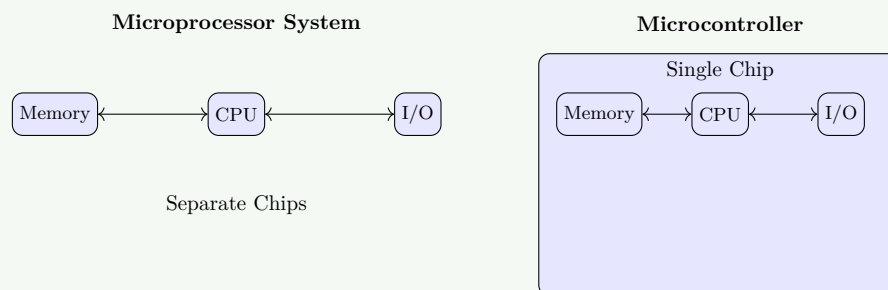 Microprocessor System
Memory
CPU
I/O
Separate Chips
Microcontroller
Single Chip
Memory
CPU
I/O